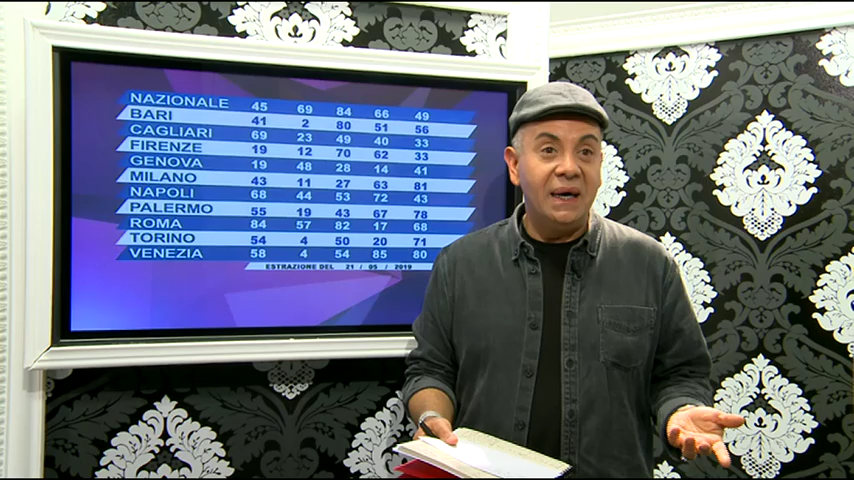 NAZIONALE 45 69 84 66 49
BARI 41 2 80 51 56
CAGLIARI 69 23 49 40 33
FIRENZE 19 12 70 62 33
GENOVA 19 48 28 14 41
MILANO 43 11 27 63 81
NAPOLI 68 44 53 72 43
PALERMO 55 19 43 67 78
ROMA 84 57 82 17 68
TORINO 54 4 50 20 71
VENEZIA 58 4 54 85 80
ESTRAZIONE DEL 21 / 05 / 2019